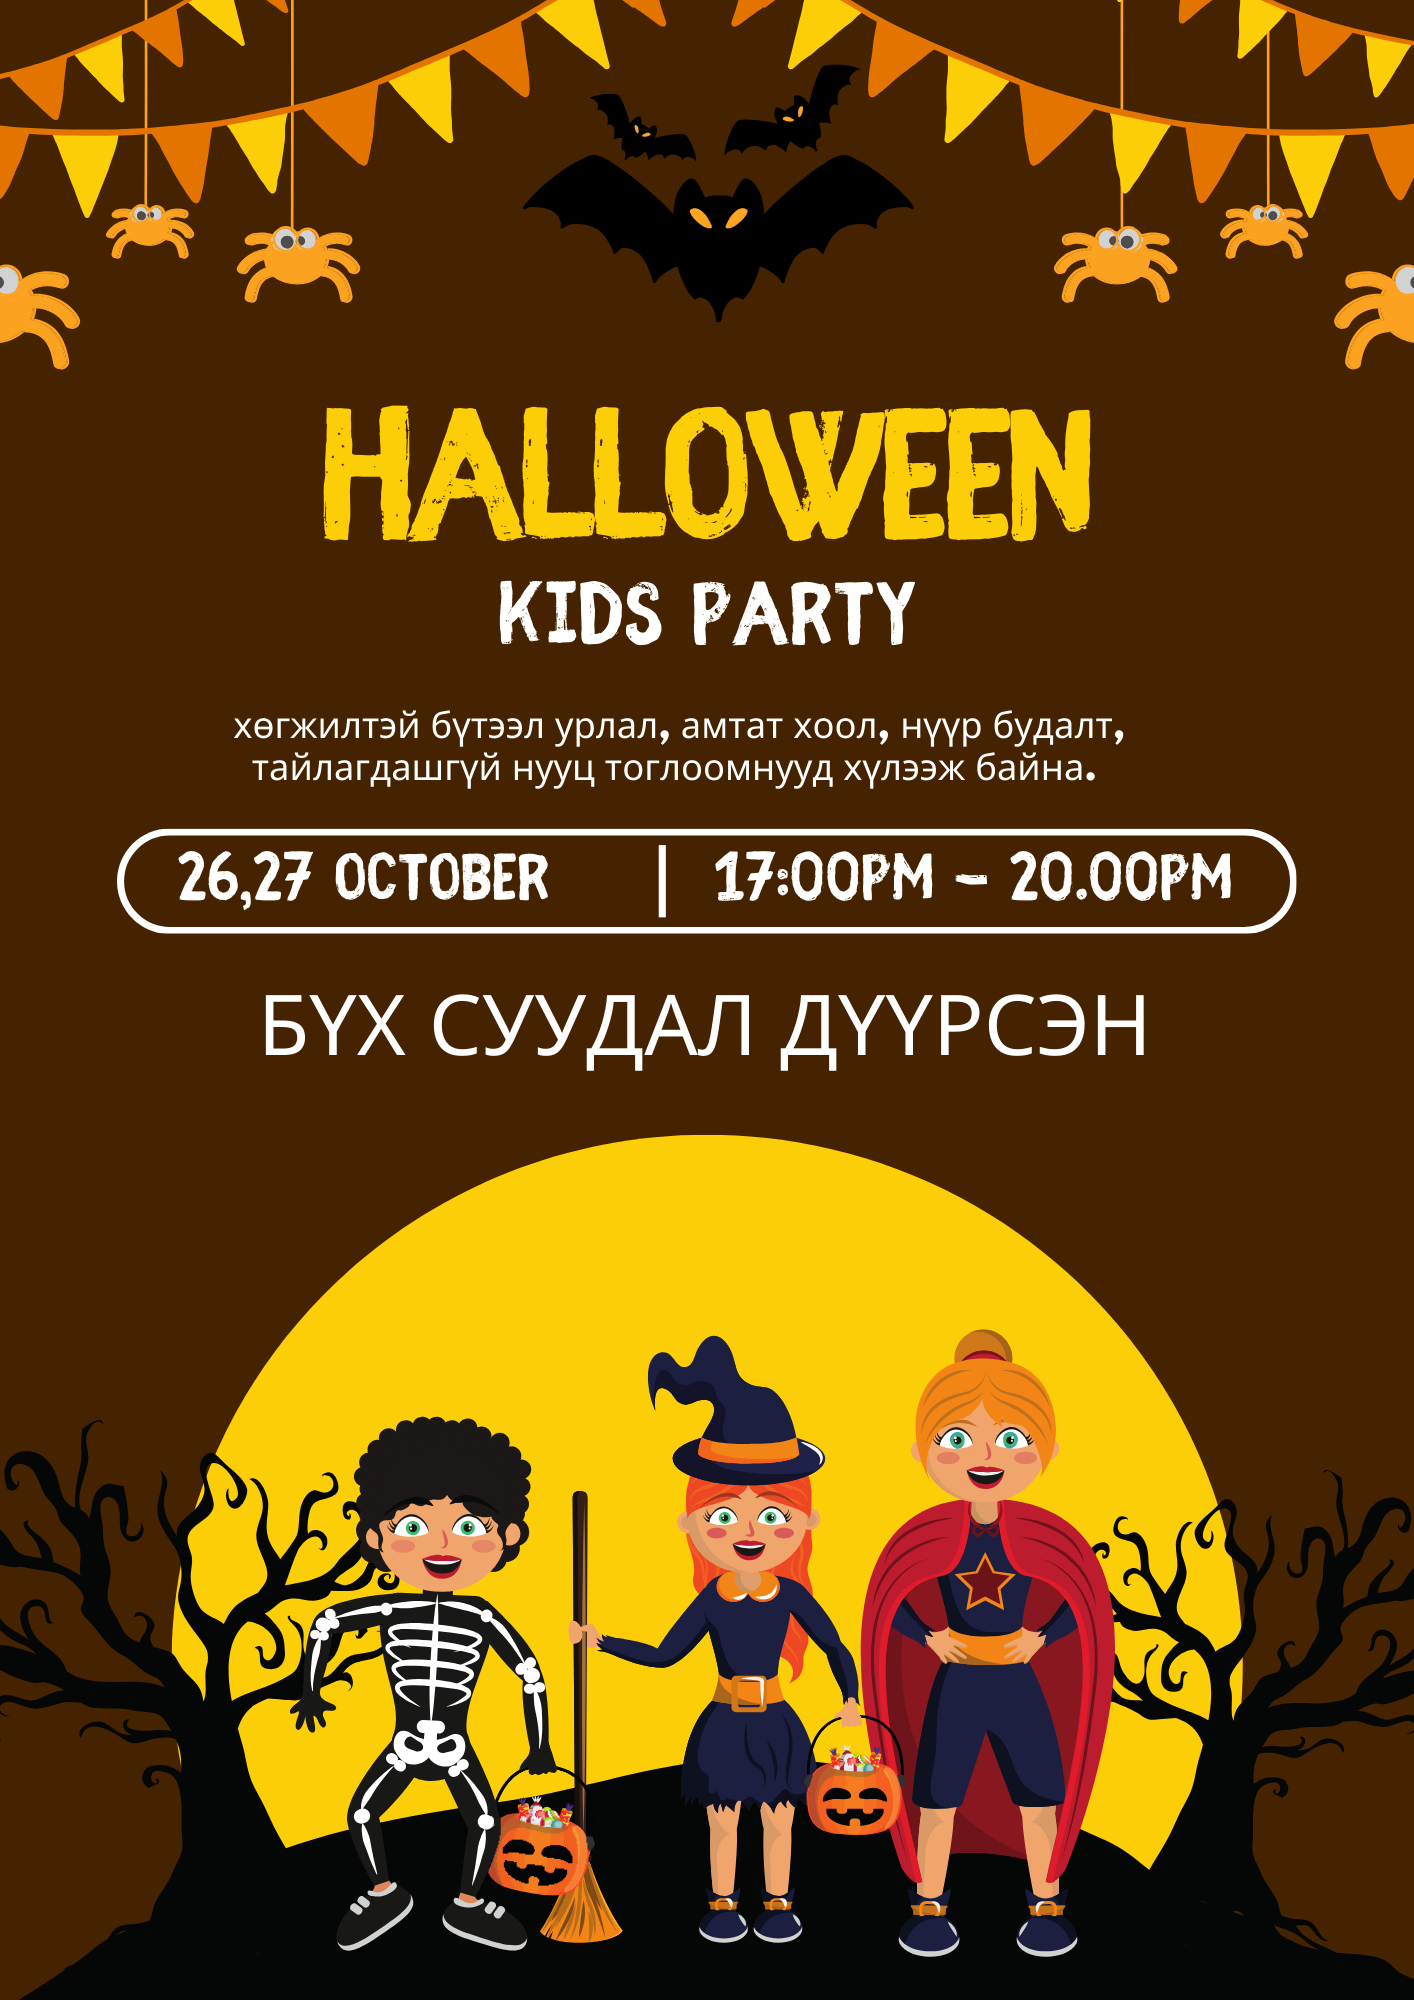 HALLOWEEN
KIDS PARTY
хөгжилтэй бүтээл урлал, амтат хоол, нүүр будалт,
тайлагдашгүй нууц тоглоомнууд хүлээж байна.
26,27 OCTOBER | 17:00PM – 20.00PM
БҮХ СУУДАЛ ДҮҮРСЭН